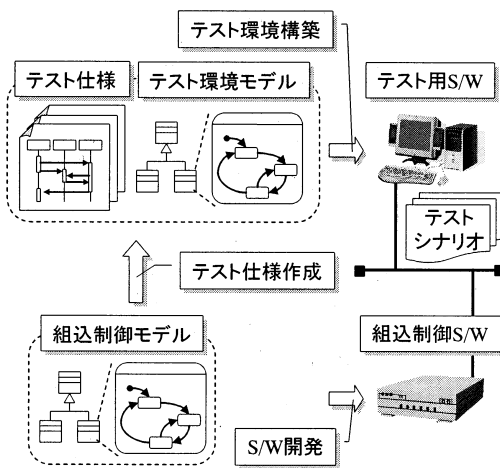 テスト環境構築
テスト仕様
テスト環境モデル
テスト用S/W
テスト
シナリオ
テスト仕様作成
組込制御モデル
組込制御S/W
S/W開発